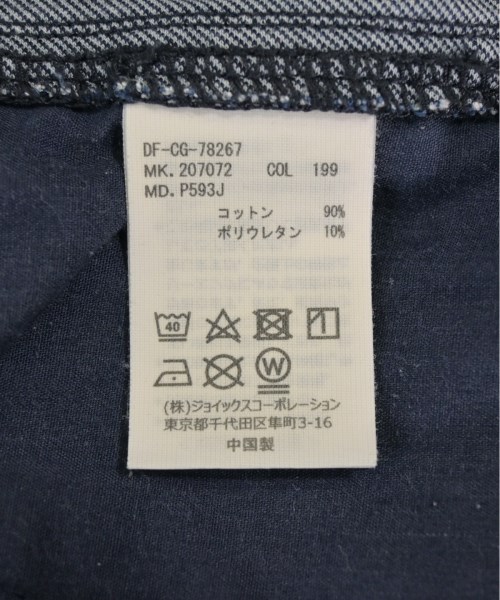 DF-CG-78267
MK. 207072 COL 199
MD. P593J
コットン 90%
ポリウレタン 10%
40
W
(株)ジョイックスコーポレーション
東京都千代田区隼町3-16
中国製